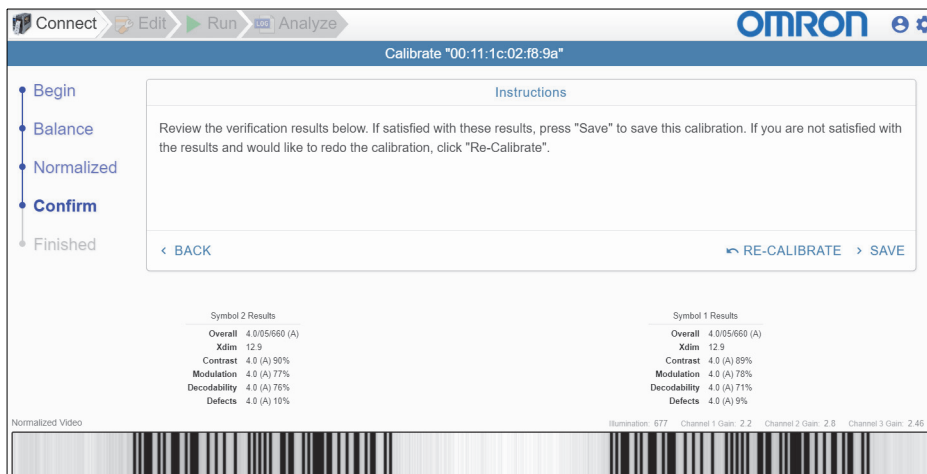 Connect Edit Run Analyze OMRON
Calibrate "00:11:1c:02:f8:9a"
Begin
Balance
Normalized
Confirm
Finished
Instructions
Review the verification results below. If satisfied with these results, press "Save" to save this calibration. If you are not satisfied with
the results and would like to redo the calibration, click "Re-Calibrate".
< BACK
RE-CALIBRATE > SAVE
Symbol 2 Results
Overall 4.0/05/660 (A)
Xdim 12.9
Contrast 4.0 (A) 90%
Modulation 4.0 (A) 77%
Decodability 4.0 (A) 76%
Defects 4.0 (A) 10%
Symbol 1 Results
Overall 4.0/05/660 (A)
Xdim 12.9
Contrast 4.0 (A) 89%
Modulation 4.0 (A) 78%
Decodability 4.0 (A) 71%
Defects 4.0 (A) 9%
Normalized Video
Illumination: 677 Channel 1 Gain: 2.2 Channel 2 Gain: 2.8 Channel 3 Gain: 2.46